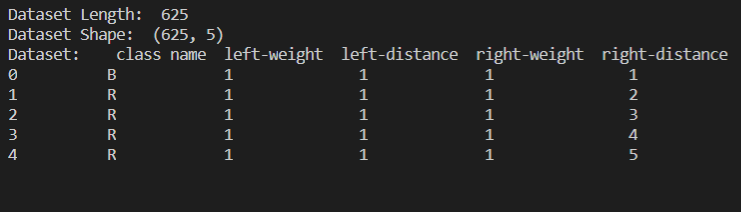 Dataset Length:  625
Dataset Shape:  (625, 5)
Dataset:    class name  left-weight  left-distance  right-weight  right-distance
0          B            1              1             1               1
1          R            1              1             1               2
2          R            1              1             1               3
3          R            1              1             1               4
4          R            1              1             1               5